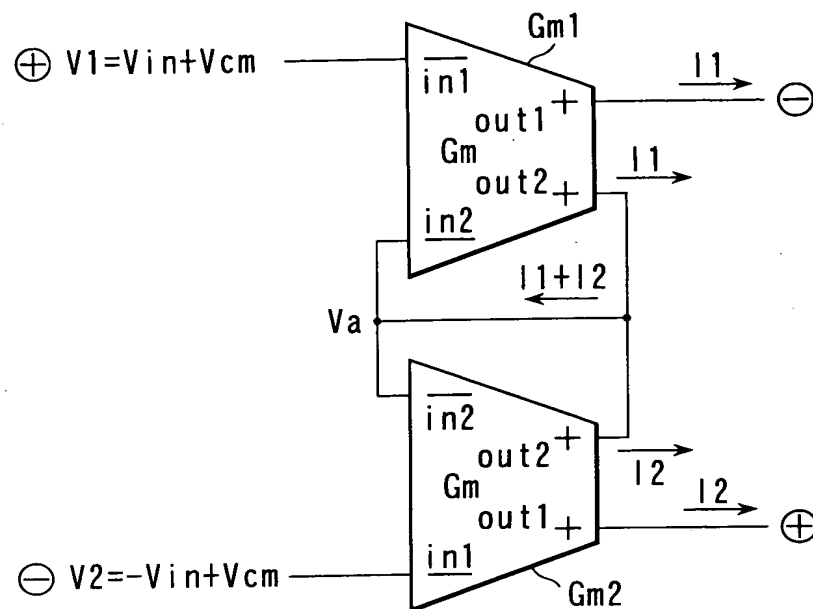 Gm1
⊕ V1=Vin+Vcm
in1
I1
⊖
out1 +
Gm
I1
out2 +
in2
I1+I2
Va
in2
out2 +
I2
Gm
I2
out1 +
⊕
in1
⊖ V2=-Vin+Vcm
Gm2